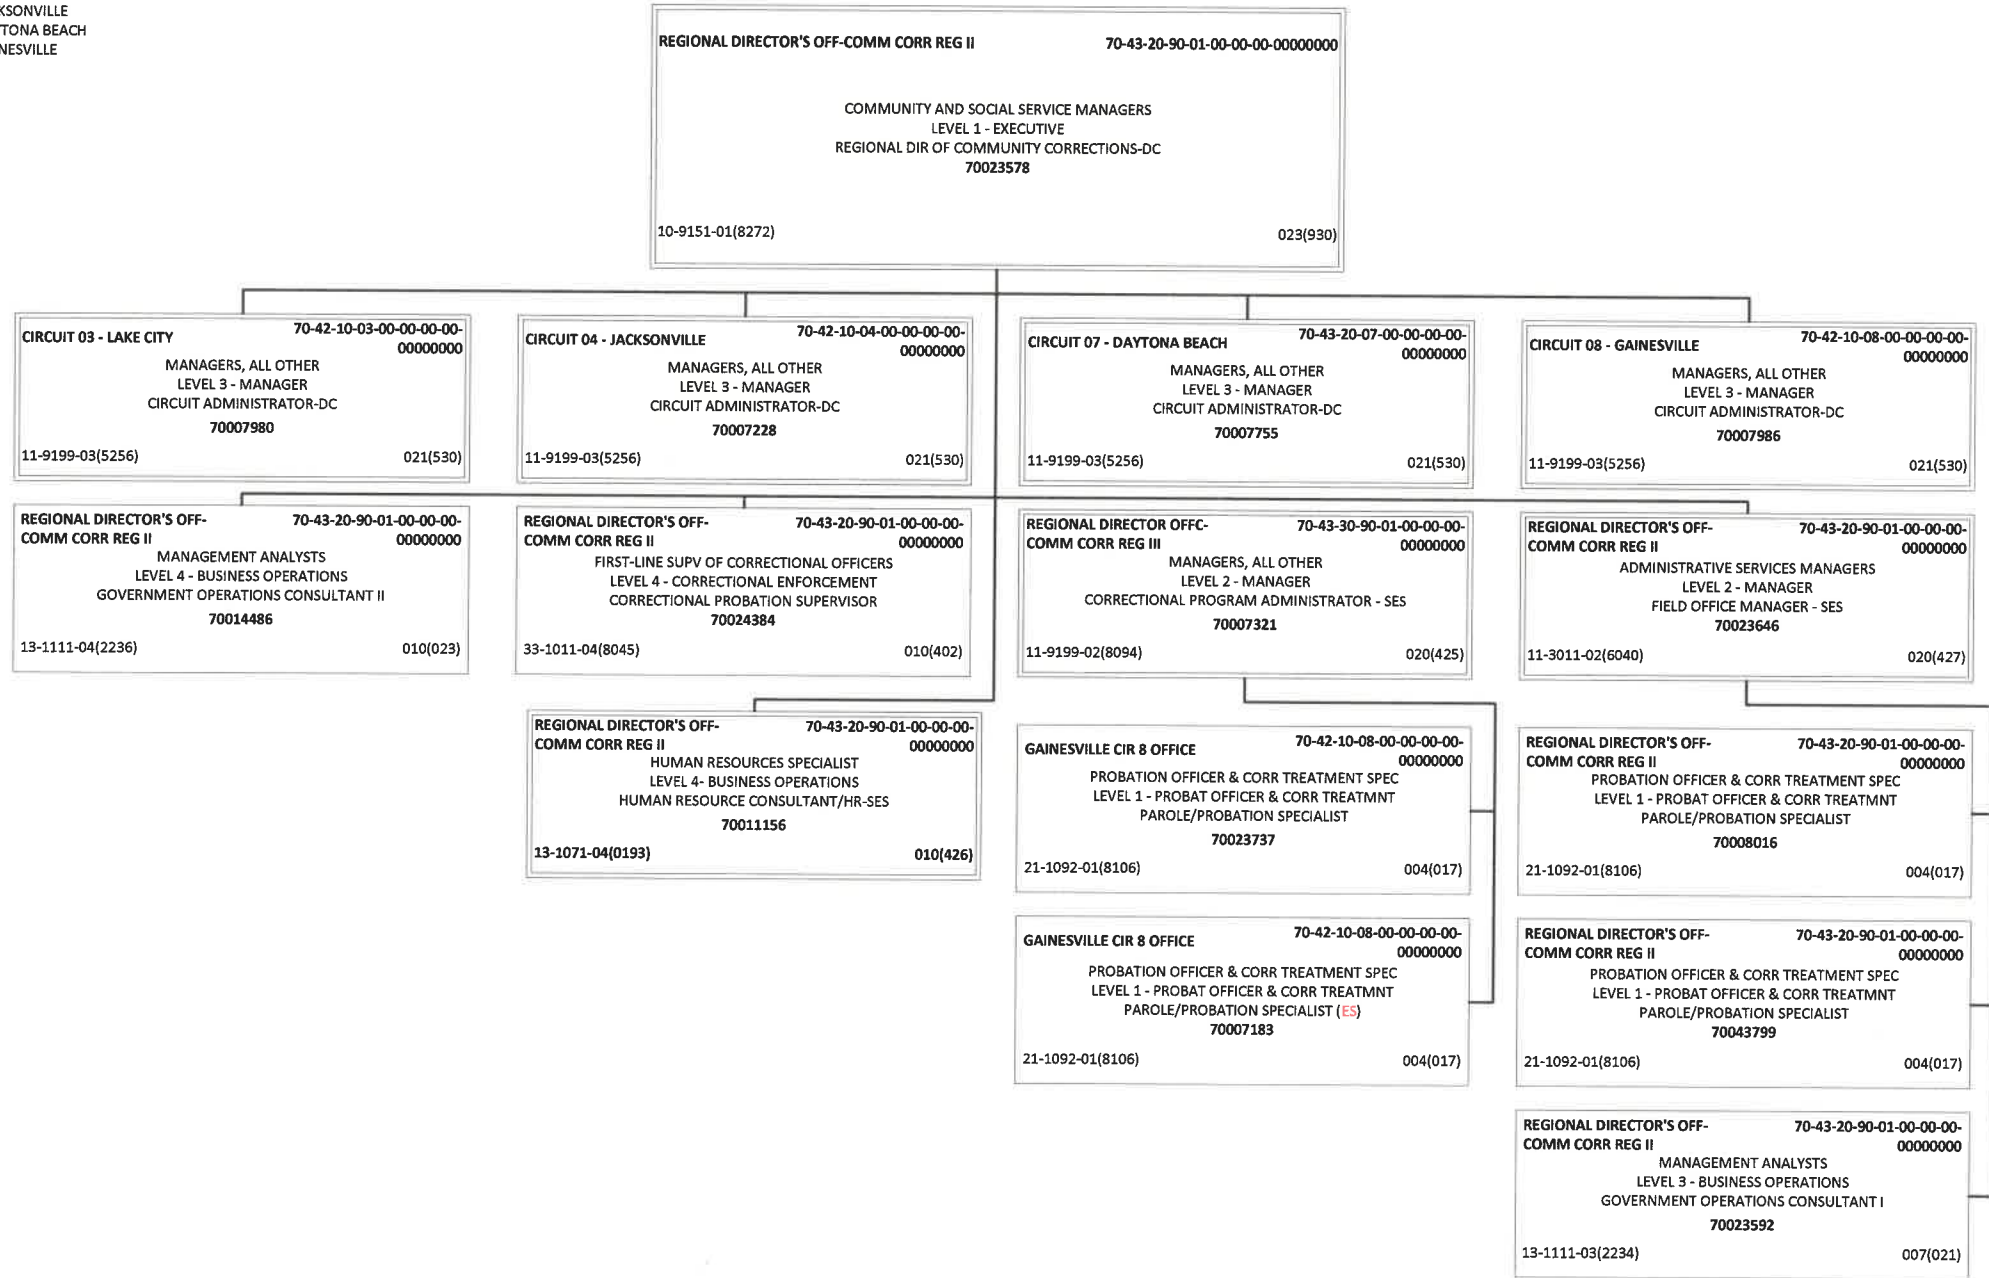 KSONVILLE
TONA BEACH
NESVILLE
REGIONAL DIRECTOR'S OFF-COMM CORR REG II 70-43-20-90-01-00-00-00-00000000
COMMUNITY AND SOCIAL SERVICE MANAGERS
LEVEL 1 - EXECUTIVE
REGIONAL DIR OF COMMUNITY CORRECTIONS-DC
70023578
10-9151-01(8272) 023(930)
CIRCUIT 03 - LAKE CITY 70-42-10-03-00-00-00-00-
00000000
MANAGERS, ALL OTHER
LEVEL 3 - MANAGER
CIRCUIT ADMINISTRATOR-DC
70007980
11-9199-03(5256) 021(530)
CIRCUIT 04 - JACKSONVILLE 70-42-10-04-00-00-00-00-
00000000
MANAGERS, ALL OTHER
LEVEL 3 - MANAGER
CIRCUIT ADMINISTRATOR-DC
70007228
11-9199-03(5256) 021(530)
CIRCUIT 07 - DAYTONA BEACH 70-43-20-07-00-00-00-00-
00000000
MANAGERS, ALL OTHER
LEVEL 3 - MANAGER
CIRCUIT ADMINISTRATOR-DC
70007755
11-9199-03(5256) 021(530)
CIRCUIT 08 - GAINESVILLE 70-42-10-08-00-00-00-00-
00000000
MANAGERS, ALL OTHER
LEVEL 3 - MANAGER
CIRCUIT ADMINISTRATOR-DC
70007986
11-9199-03(5256) 021(530)
REGIONAL DIRECTOR'S OFF- 70-43-20-90-01-00-00-00-
COMM CORR REG II 00000000
MANAGEMENT ANALYSTS
LEVEL 4 - BUSINESS OPERATIONS
GOVERNMENT OPERATIONS CONSULTANT II
70014486
13-1111-04(2236) 010(023)
REGIONAL DIRECTOR'S OFF- 70-43-20-90-01-00-00-00-
COMM CORR REG II 00000000
FIRST-LINE SUPV OF CORRECTIONAL OFFICERS
LEVEL 4 - CORRECTIONAL ENFORCEMENT
CORRECTIONAL PROBATION SUPERVISOR
70024384
33-1011-04(8045) 010(402)
REGIONAL DIRECTOR OFFC- 70-43-30-90-01-00-00-00-
COMM CORR REG III 00000000
MANAGERS, ALL OTHER
LEVEL 2 - MANAGER
CORRECTIONAL PROGRAM ADMINISTRATOR - SES
70007321
11-9199-02(8094) 020(425)
REGIONAL DIRECTOR'S OFF- 70-43-20-90-01-00-00-00-
COMM CORR REG II 00000000
ADMINISTRATIVE SERVICES MANAGERS
LEVEL 2 - MANAGER
FIELD OFFICE MANAGER - SES
70023646
11-3011-02(6040) 020(427)
REGIONAL DIRECTOR'S OFF- 70-43-20-90-01-00-00-00-
COMM CORR REG II 00000000
HUMAN RESOURCES SPECIALIST
LEVEL 4- BUSINESS OPERATIONS
HUMAN RESOURCE CONSULTANT/HR-SES
70011156
13-1071-04(0193) 010(426)
GAINESVILLE CIR 8 OFFICE 70-42-10-08-00-00-00-00-
00000000
PROBATION OFFICER & CORR TREATMENT SPEC
LEVEL 1 - PROBAT OFFICER & CORR TREATMNT
PAROLE/PROBATION SPECIALIST
70023737
21-1092-01(8106) 004(017)
REGIONAL DIRECTOR'S OFF- 70-43-20-90-01-00-00-00-
COMM CORR REG II 00000000
PROBATION OFFICER & CORR TREATMENT SPEC
LEVEL 1 - PROBAT OFFICER & CORR TREATMNT
PAROLE/PROBATION SPECIALIST
70008016
21-1092-01(8106) 004(017)
GAINESVILLE CIR 8 OFFICE 70-42-10-08-00-00-00-00-
00000000
PROBATION OFFICER & CORR TREATMENT SPEC
LEVEL 1 - PROBAT OFFICER & CORR TREATMNT
PAROLE/PROBATION SPECIALIST (ES)
70007183
21-1092-01(8106) 004(017)
REGIONAL DIRECTOR'S OFF- 70-43-20-90-01-00-00-00-
COMM CORR REG II 00000000
PROBATION OFFICER & CORR TREATMENT SPEC
LEVEL 1 - PROBAT OFFICER & CORR TREATMNT
PAROLE/PROBATION SPECIALIST
70043799
21-1092-01(8106) 004(017)
REGIONAL DIRECTOR'S OFF- 70-43-20-90-01-00-00-00-
COMM CORR REG II 00000000
MANAGEMENT ANALYSTS
LEVEL 3 - BUSINESS OPERATIONS
GOVERNMENT OPERATIONS CONSULTANT I
70023592
13-1111-03(2234) 007(021)